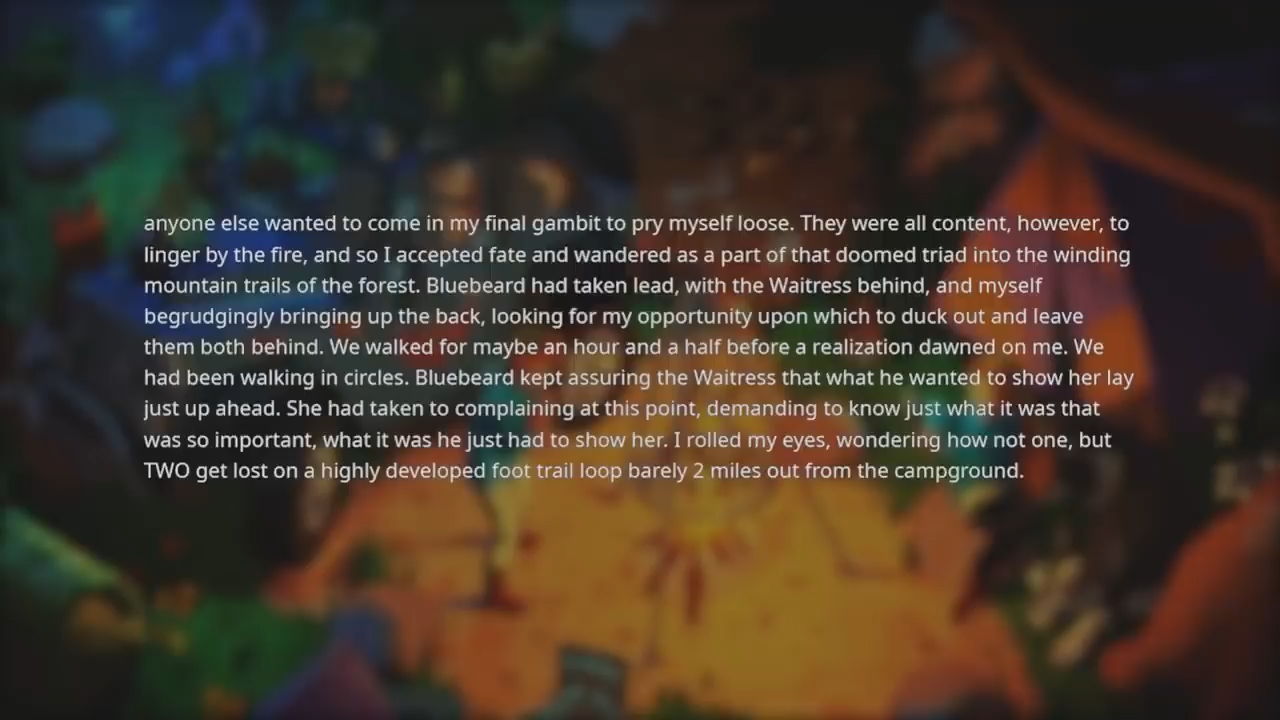 anyone else wanted to come in my final gambit to pry myself loose. They were all content, however, to
linger by the fire, and so I accepted fate and wandered as a part of that doomed triad into the winding
mountain trails of the forest. Bluebeard had taken lead, with the Waitress behind, and myself
begrudgingly bringing up the back, looking for my opportunity upon which to duck out and leave
them both behind. We walked for maybe an hour and a half before a realization dawned on me. We
had been walking in circles. Bluebeard kept assuring the Waitress that what he wanted to show her lay
just up ahead. She had taken to complaining at this point, demanding to know just what it was that
was so important, what it was he just had to show her. I rolled my eyes, wondering how not one, but
TWO get lost on a highly developed foot trail loop barely 2 miles out from the campground.